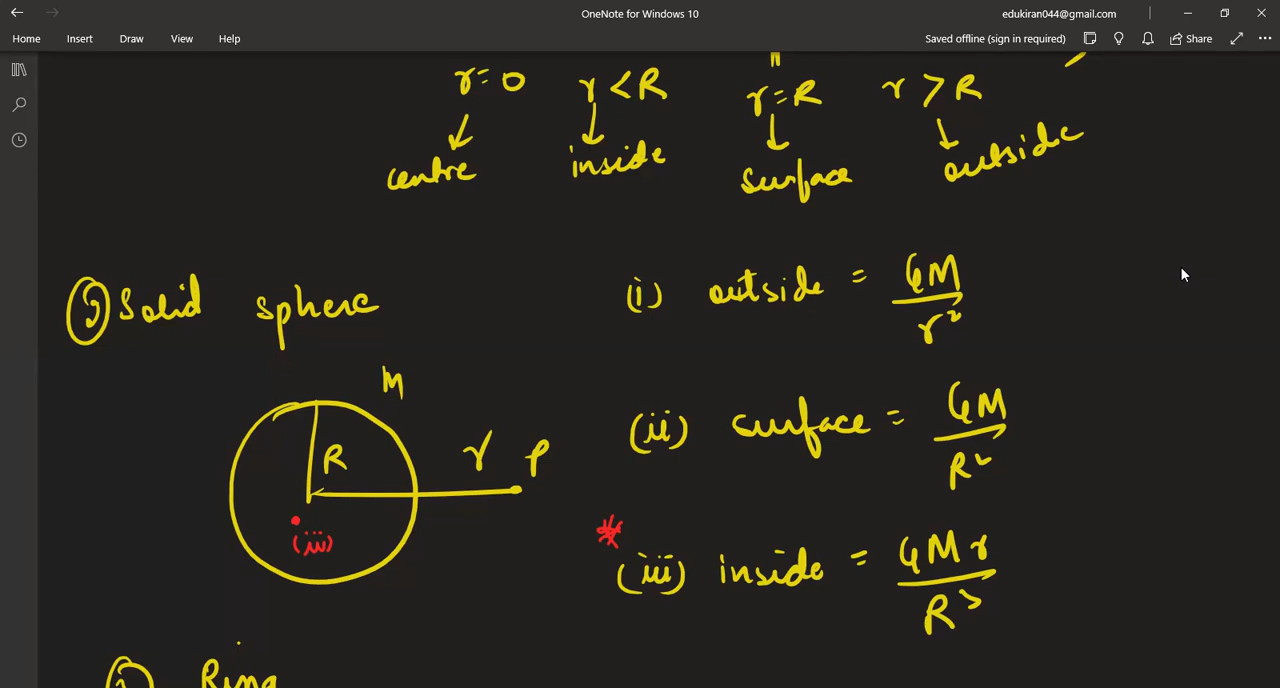 OneNote for Windows 10
edukiran044@gmail.com
Home Insert Draw View Help
Saved offline (sign in required)
Share
r=0 r<R r=R r>R
centre inside surface outside
Solid sphere
(i) outside = GM/r²
M
R
r P
(ii) surface = GM/R²
(iii)
* (iii) inside = GMr/R³
Ring